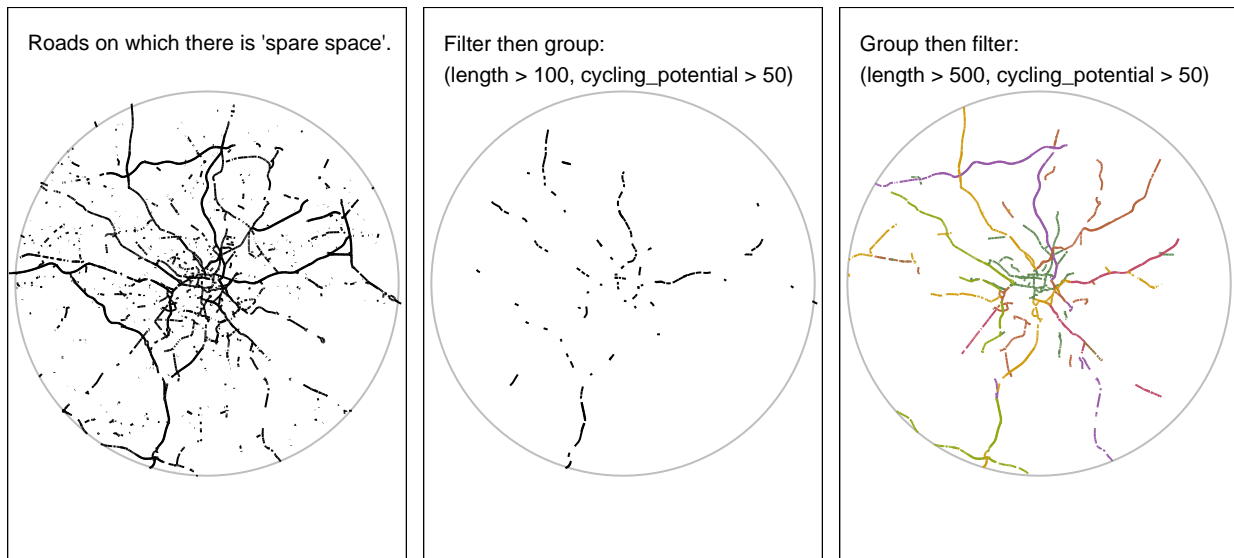 Roads on which there is 'spare space'.
Filter then group:
(length > 100, cycling_potential > 50)
Group then filter:
(length > 500, cycling_potential > 50)